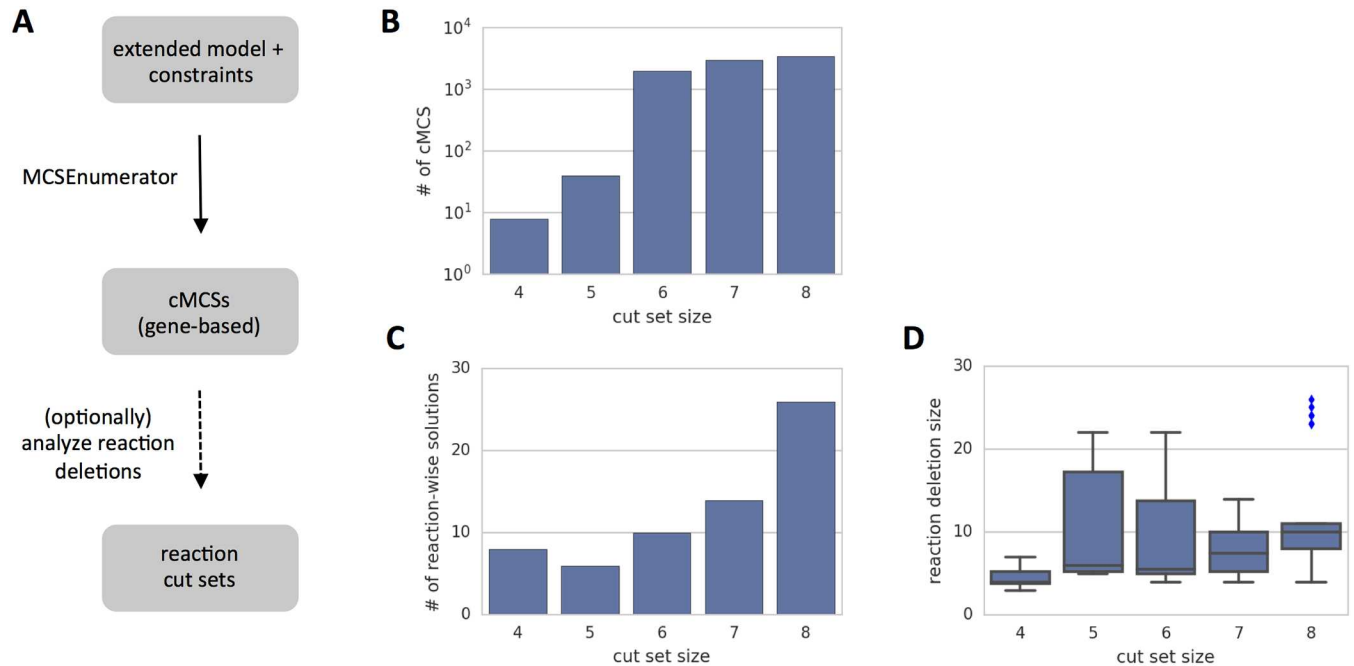 A
extended model +
constraints
MCSEnumerator
cMCSs
(gene-based)
(optionally)
analyze reaction
deletions
reaction
cut sets
B
10^4
10^3
10^2
10^1
10^0
# of cMCS
4 5 6 7 8
cut set size
C
30
20
10
0
# of reaction-wise solutions
4 5 6 7 8
cut set size
D
30
20
10
0
reaction deletion size
4 5 6 7 8
cut set size